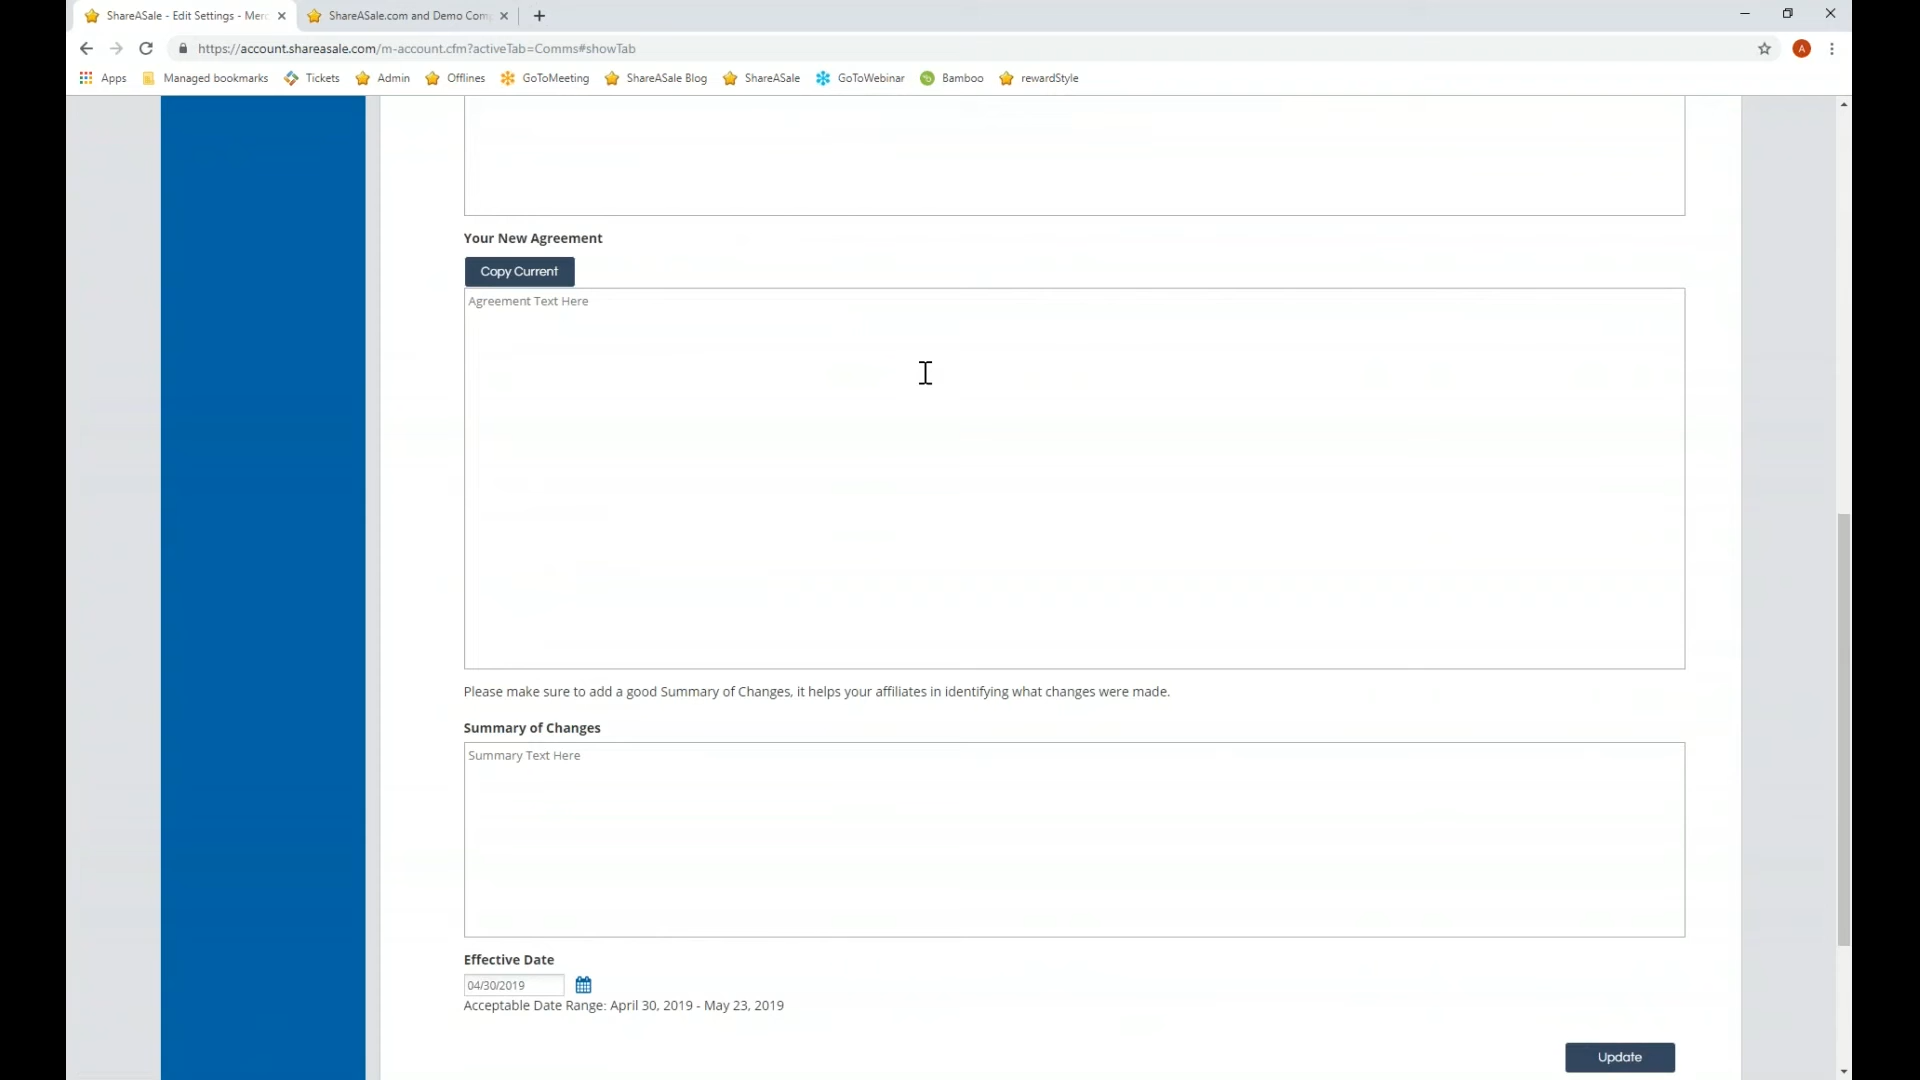 ShareASale - Edit Settings - Merc
ShareASale.com and Demo Com
https://account.shareasale.com/m-account.cfm?activeTab=Comms#showTab
A
Apps
Managed bookmarks
Tickets
Admin
Offlines
GoToMeeting
ShareASale Blog
ShareASale
GoToWebinar
Bamboo
rewardStyle
Your New Agreement
Copy Current
Agreement Text Here
Please make sure to add a good Summary of Changes, it helps your affiliates in identifying what changes were made.
Summary of Changes
Summary Text Here
Effective Date
04/30/2019
Acceptable Date Range: April 30, 2019 - May 23, 2019
Update